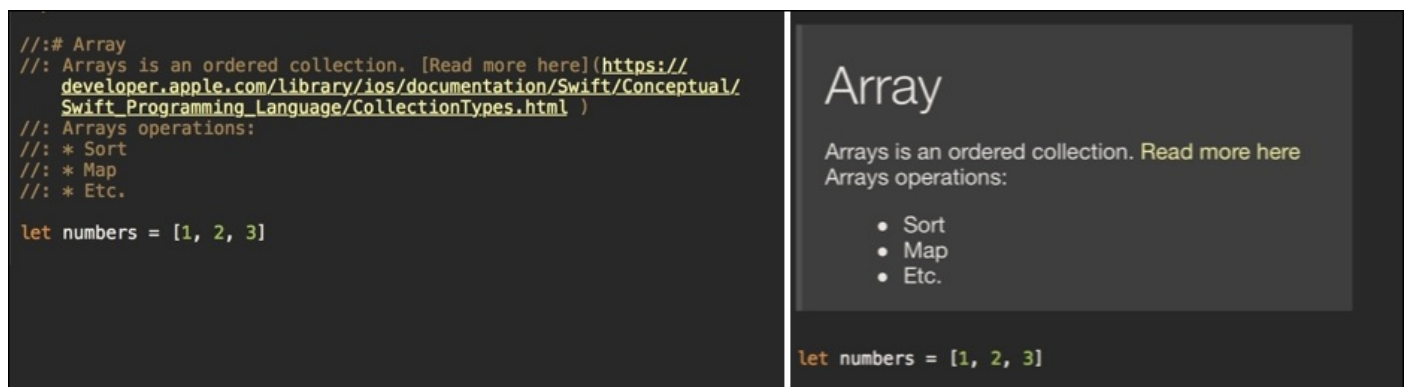 //:# Array
//: Arrays is an ordered collection. [Read more here](https://
developer.apple.com/library/ios/documentation/Swift/Conceptual/
Swift_Programming_Language/CollectionTypes.html )
//: Arrays operations:
//: * Sort
//: * Map
//: * Etc.
let numbers = [1, 2, 3]
Array
Arrays is an ordered collection. Read more here
Arrays operations:
• Sort
• Map
• Etc.
let numbers = [1, 2, 3]